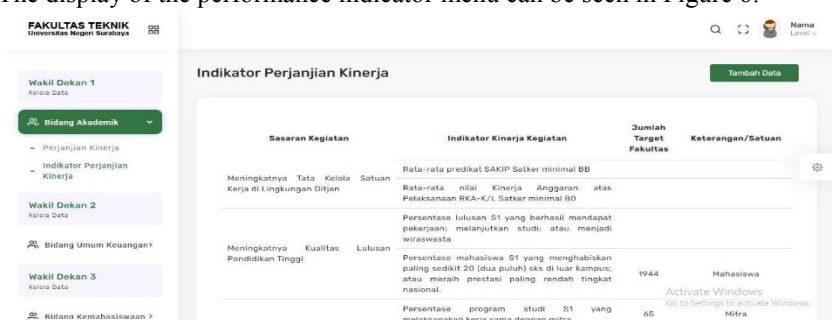 The display of the performance indicator menu can be seen in Figure 6.
FAKULTAS TEKNIK
Universitas Negeri Surabaya
Nama
Level
Wakil Dekan 1
Kelola Data
Bidang Akademik
- Perjanjian Kinerja
- Indikator Perjanjian
Kinerja
Wakil Dekan 2
Kelola Data
Bidang Umum Keuangan>
Wakil Dekan 3
Kelola Data
Bidang Kemahasiswaan >
Indikator Perjanjian Kinerja
Tambah Data
Sasaran Kegiatan
Indikator Kinerja Kegiatan
Jumlah
Target
Fakultas
Keterangan/Satuan
Meningkatnya Tata Kelola Satuan
Kerja di Lingkungan Ditjen
Rata-rata predikat SAKIP Satker minimal BB
Rata-rata nilai Kinerja Anggaran atas
Pelaksanaan RKA-K/L Satker minimal 80
Meningkatnya Kualitas Lulusan
Pendidikan Tinggi
Persentase lulusan S1 yang berhasil mendapat
pekerjaan; melanjutkan studi; atau menjadi
wiraswasta
Persentase mahasiswa S1 yang menghabiskan
paling sedikit 20 (dua puluh) sks di luar kampus;
atau meraih prestasi paling rendah tingkat
nasional.
1944
Mahasiswa
Persentase program studi S1 yang
melaksanakan kerja sama dengan mitra
65
Mitra
Activate Windows
Go to Settings to activate Windows.